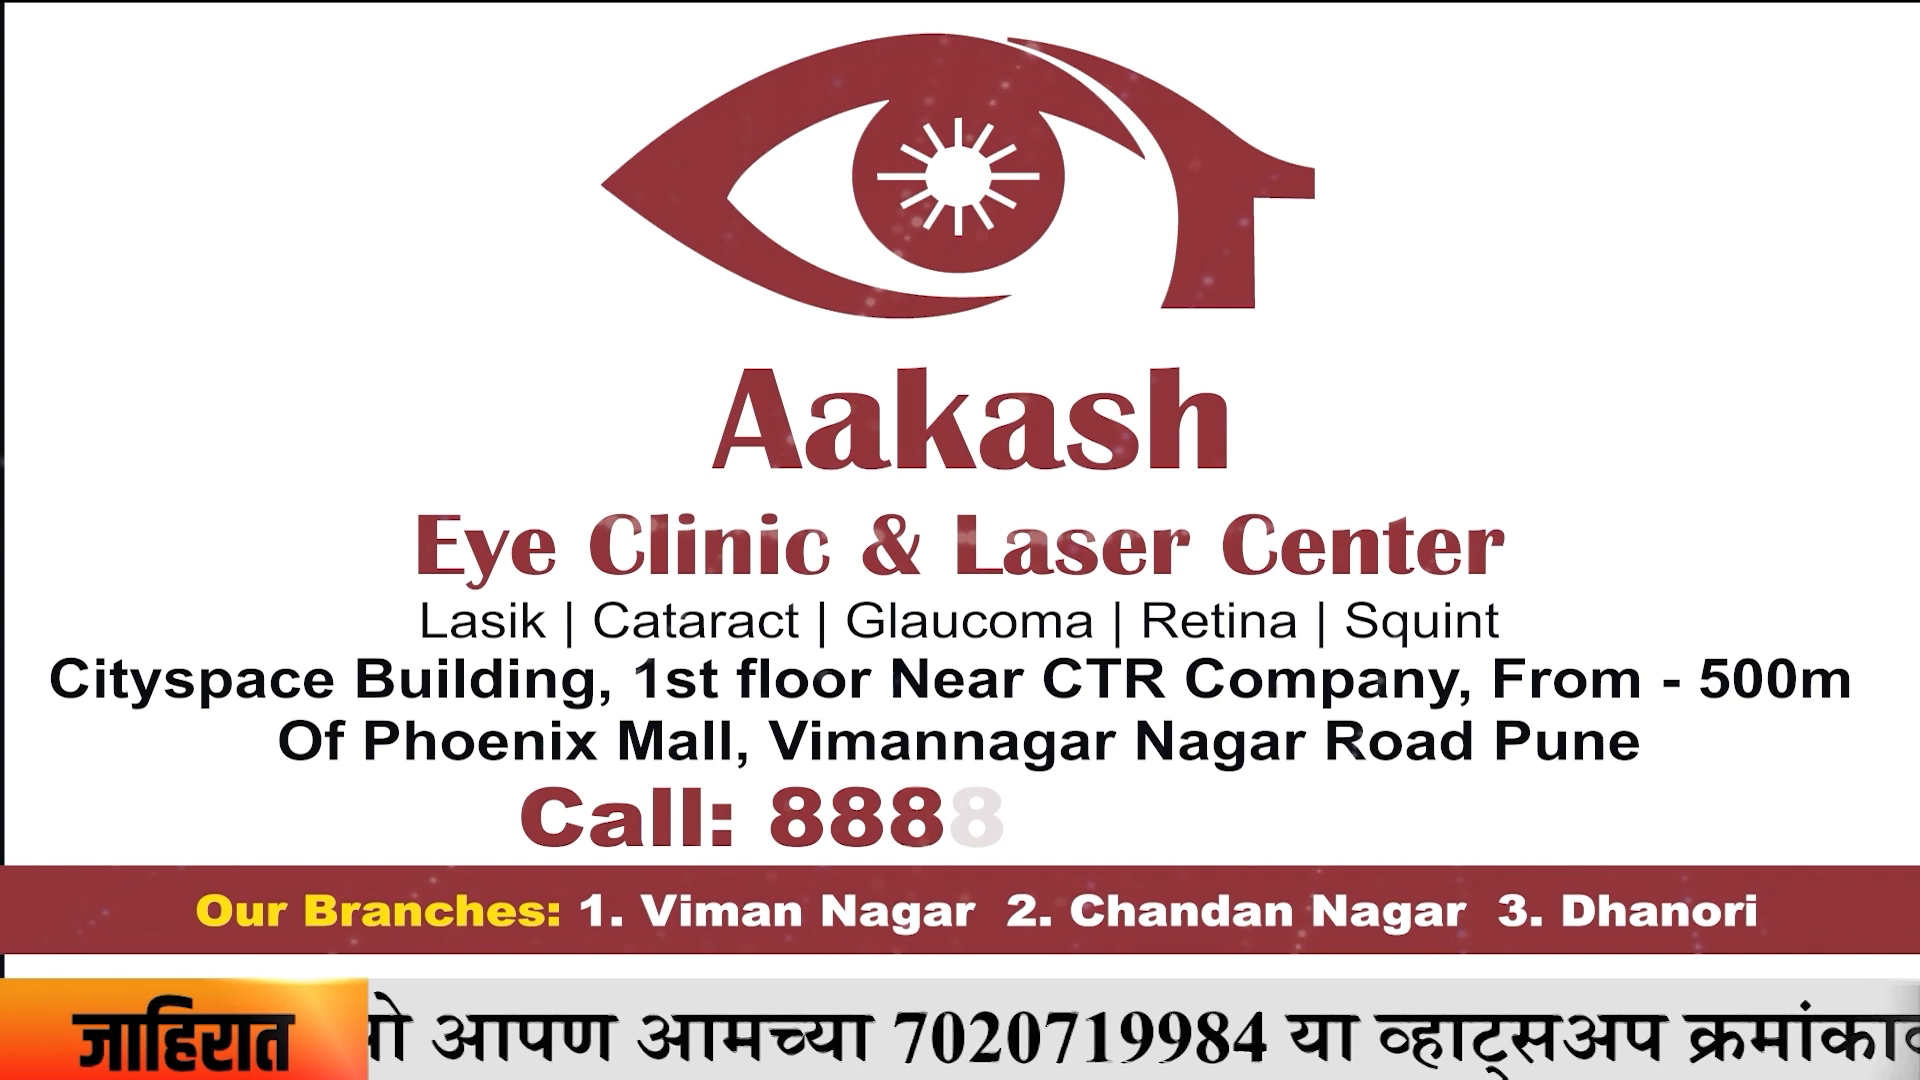 Aakash
Eye Clinic & Laser Center
Lasik | Cataract | Glaucoma | Retina | Squint
Cityspace Building, 1st floor Near CTR Company, From - 500m
Of Phoenix Mall, Vimannagar Nagar Road Pune
Call: 8888
Our Branches: 1. Viman Nagar 2. Chandan Nagar 3. Dhanori
जाहिरात
आपण आमच्या 7020719984 या व्हाट्सअप